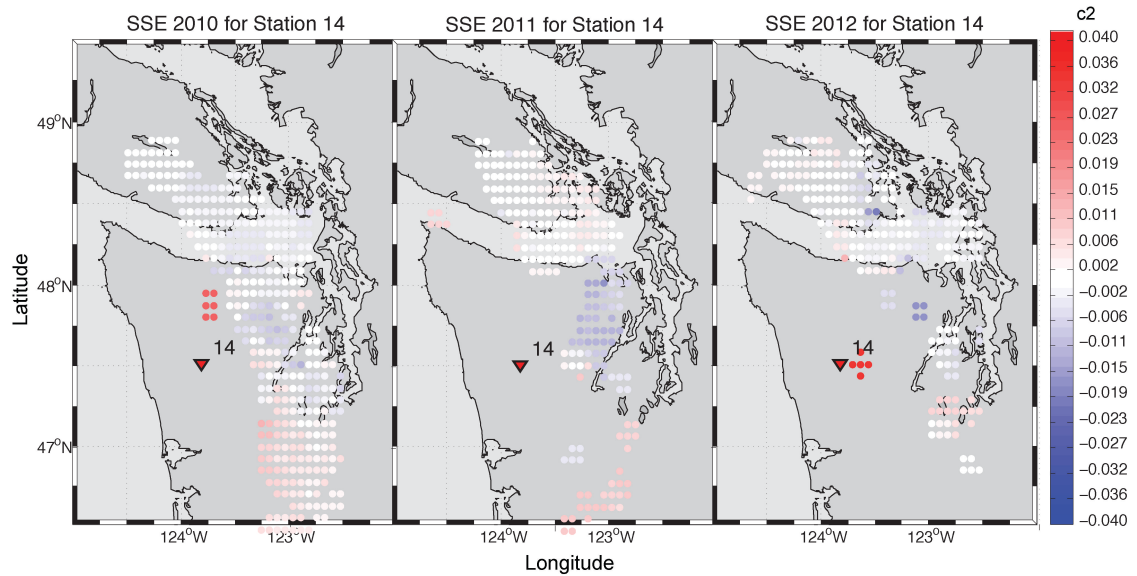 SSE 2010 for Station 14
SSE 2011 for Station 14
SSE 2012 for Station 14
c2
0.040
0.036
0.032
0.027
0.023
0.019
0.015
0.011
0.006
0.002
−0.002
−0.006
−0.011
−0.015
−0.019
−0.023
−0.027
−0.032
−0.036
−0.040
49°N
48°N
47°N
Latitude
14
14
14
124°W
123°W
124°W
123°W
124°W
123°W
Longitude